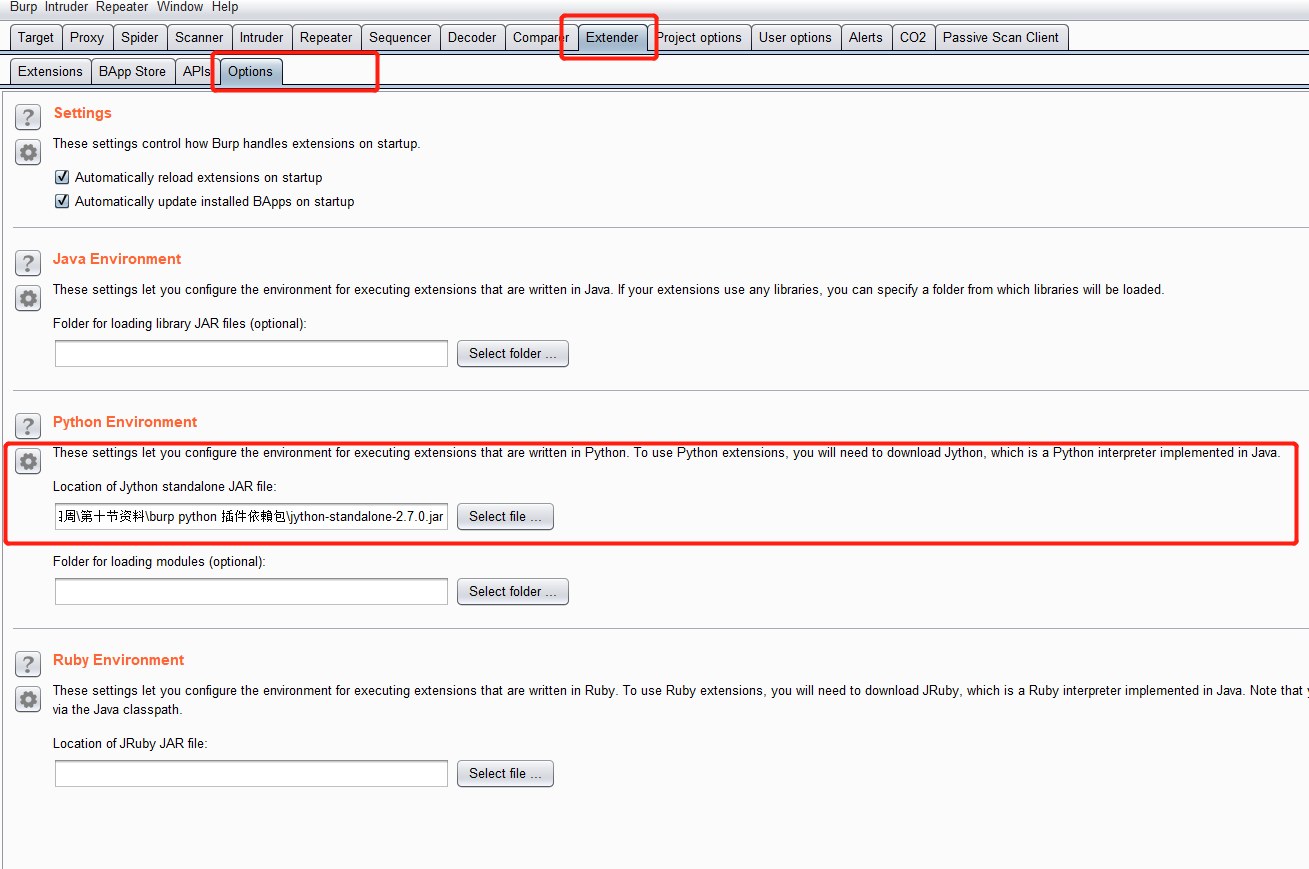 Burp Intruder Repeater Window Help
Target Proxy Spider Scanner Intruder Repeater Sequencer Decoder Comparer Extender Project options User options Alerts CO2 Passive Scan Client
Extensions BApp Store APIs Options
Settings
These settings control how Burp handles extensions on startup.
Automatically reload extensions on startup
Automatically update installed BApps on startup
Java Environment
These settings let you configure the environment for executing extensions that are written in Java. If your extensions use any libraries, you can specify a folder from which libraries will be loaded.
Folder for loading library JAR files (optional):
Select folder ...
Python Environment
These settings let you configure the environment for executing extensions that are written in Python. To use Python extensions, you will need to download Jython, which is a Python interpreter implemented in Java.
Location of Jython standalone JAR file:
周\第十节资料\burp python 插件依賴包\jython-standalone-2.7.0.jar Select file ...
Folder for loading modules (optional):
Select folder ...
Ruby Environment
These settings let you configure the environment for executing extensions that are written in Ruby. To use Ruby extensions, you will need to download JRuby, which is a Ruby interpreter implemented in Java. Note that
via the Java classpath.
Location of JRuby JAR file:
Select file ...